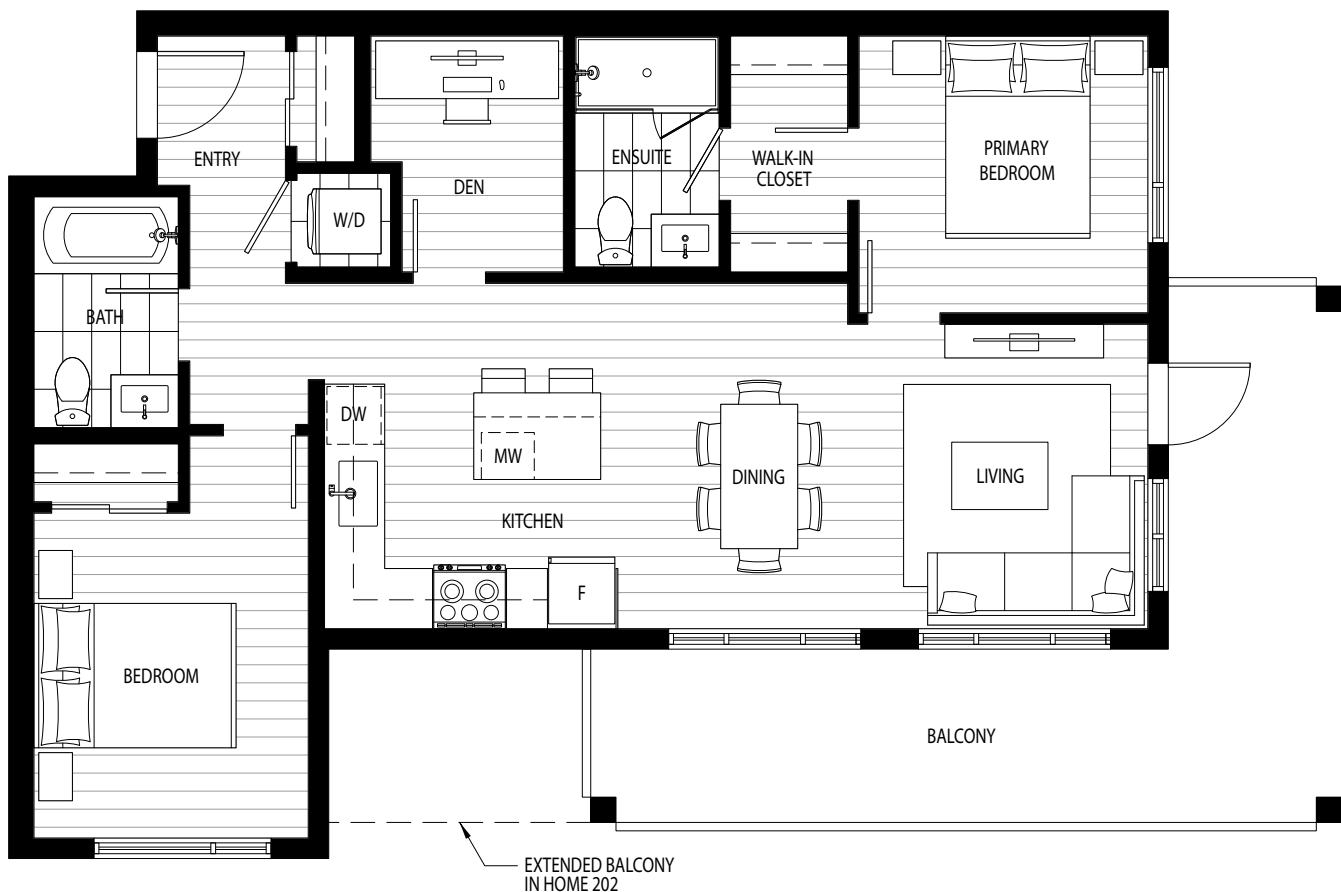 ENTRY
DEN
ENSUITE
WALK-IN
CLOSET
PRIMARY
BEDROOM
W/D
BATH
DW
MW
DINING
LIVING
KITCHEN
F
BEDROOM
BALCONY
EXTENDED BALCONY
IN HOME 202